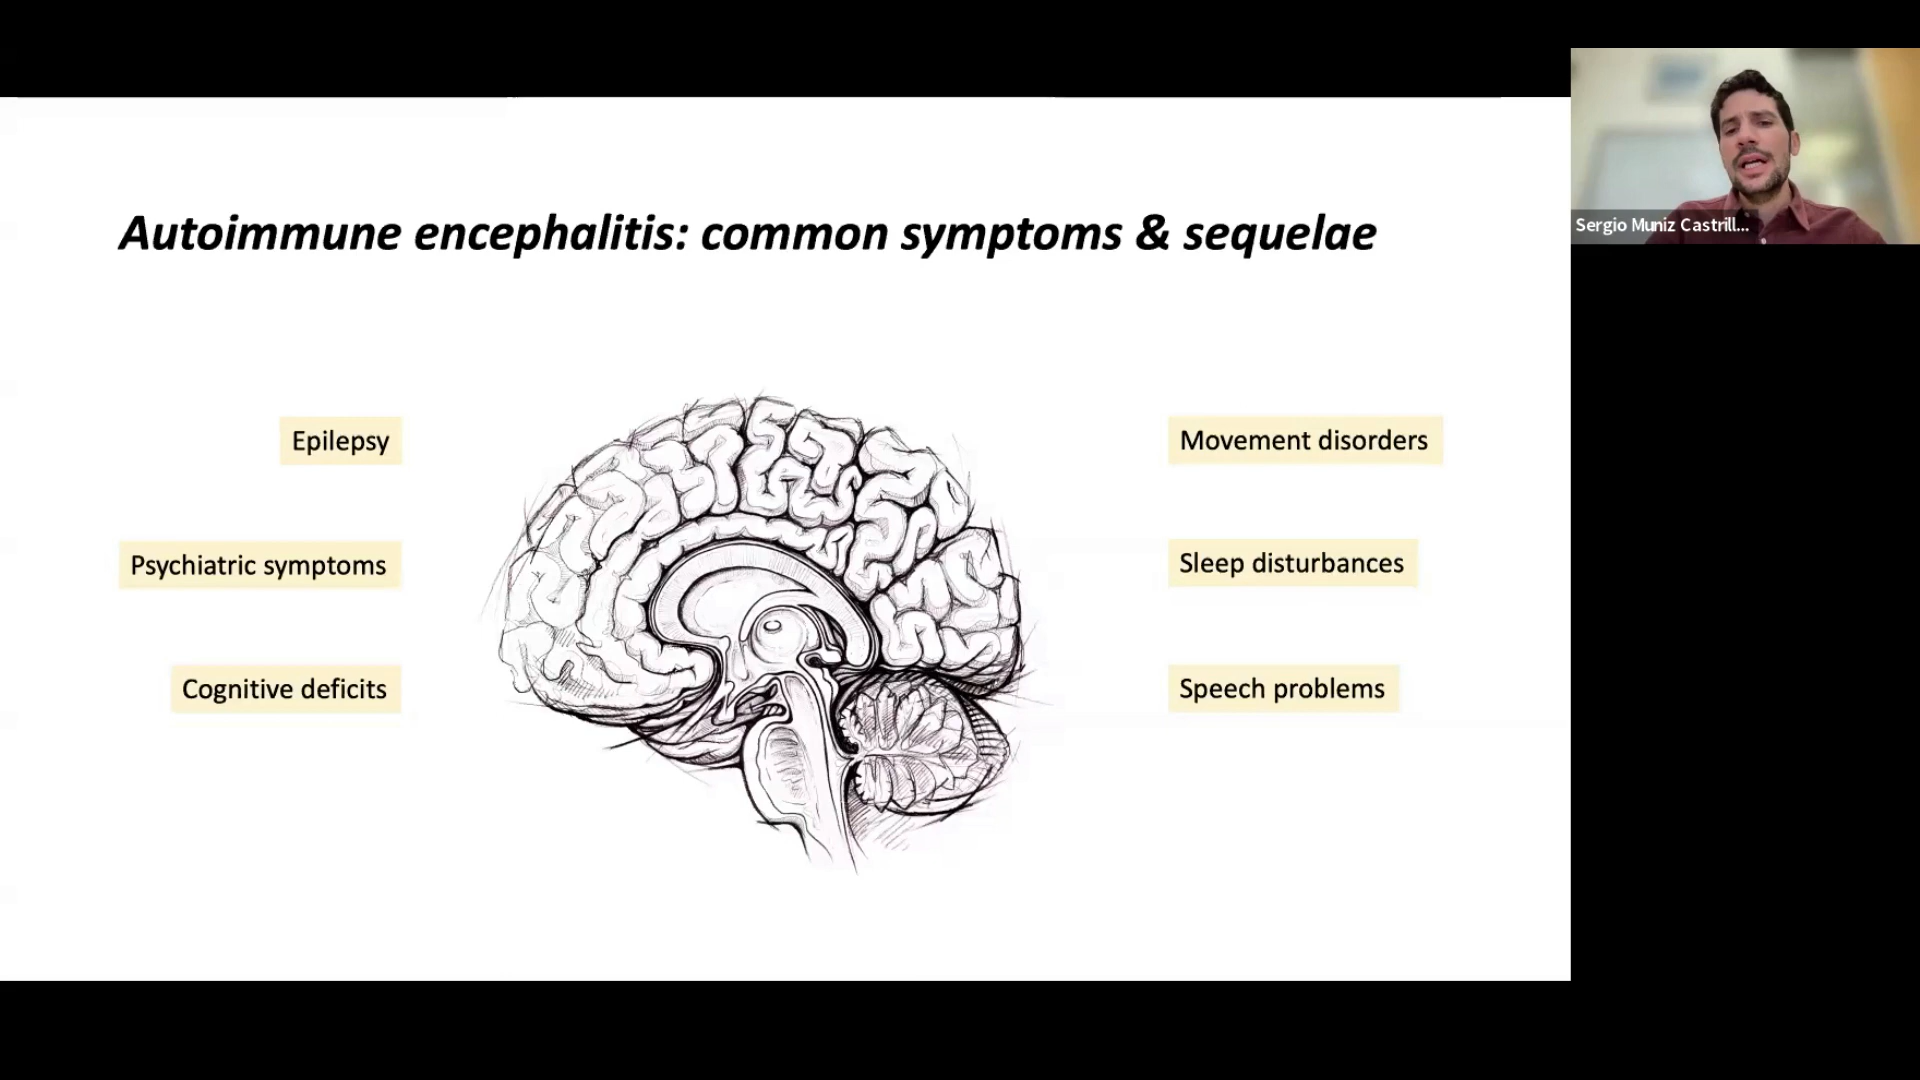 Autoimmune encephalitis: common symptoms & sequelae
Epilepsy
Psychiatric symptoms
Cognitive deficits
Movement disorders
Sleep disturbances
Speech problems
Sergio Muniz Castrill...